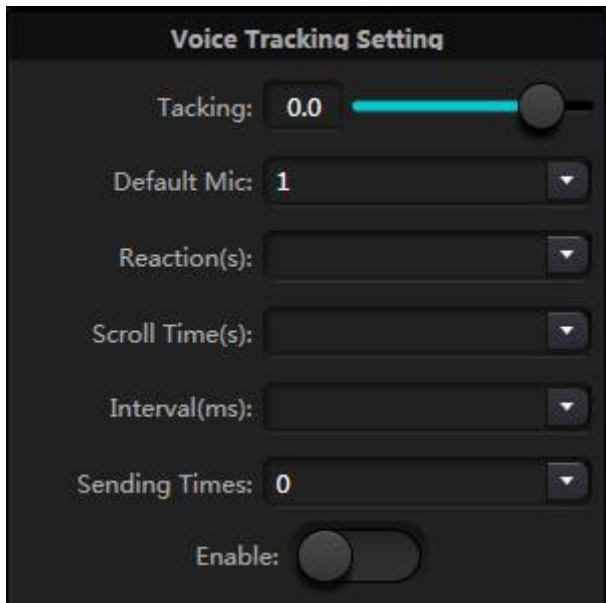 Voice Tracking Setting
Tacking: 0.0
Default Mic: 1
Reaction(s):
Scroll Time(s):
Interval(ms):
Sending Times: 0
Enable: